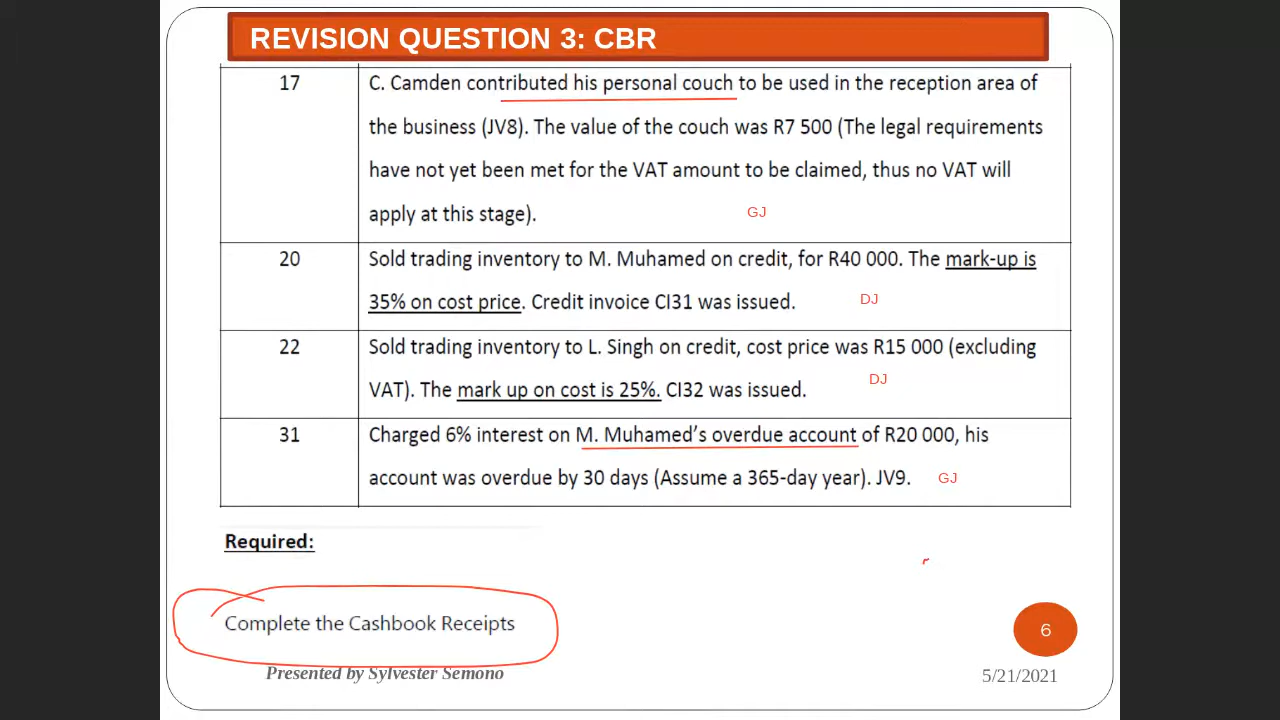 REVISION QUESTION 3: CBR
17
C. Camden contributed his personal couch to be used in the reception area of
the business (JV8). The value of the couch was R7 500 (The legal requirements
have not yet been met for the VAT amount to be claimed, thus no VAT will
apply at this stage).
GJ
20
Sold trading inventory to M. Muhamed on credit, for R40 000. The mark-up is
35% on cost price. Credit invoice CI31 was issued.
DJ
22
Sold trading inventory to L. Singh on credit, cost price was R15 000 (excluding
VAT). The mark up on cost is 25%. CI32 was issued.
DJ
31
Charged 6% interest on M. Muhamed’s overdue account of R20 000, his
account was overdue by 30 days (Assume a 365-day year). JV9.
GJ
Required:
Complete the Cashbook Receipts
6
Presented by Sylvester Semono
5/21/2021